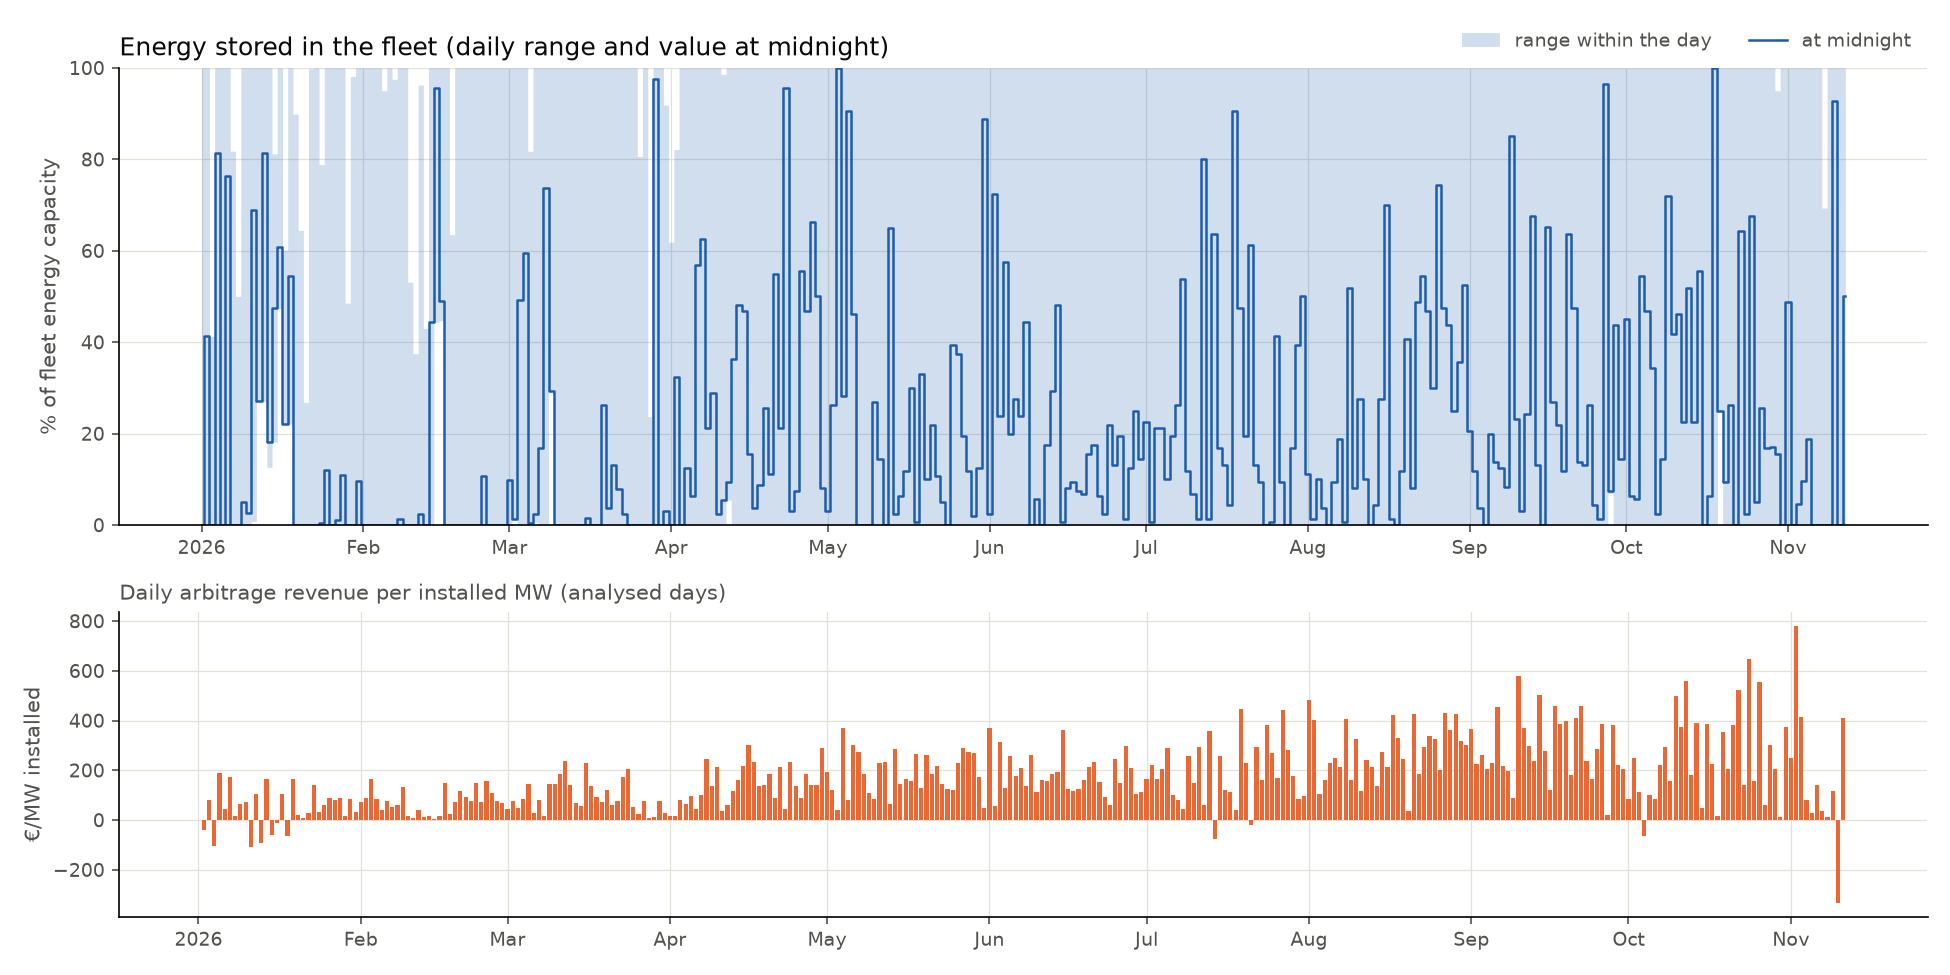 Energy stored in the fleet (daily range and value at midnight)
range within the day
at midnight
% of fleet energy capacity
100
80
60
40
20
0
2026 Feb Mar Apr May Jun Jul Aug Sep Oct Nov
Daily arbitrage revenue per installed MW (analysed days)
€/MW installed
800
600
400
200
0
−200
2026 Feb Mar Apr May Jun Jul Aug Sep Oct Nov